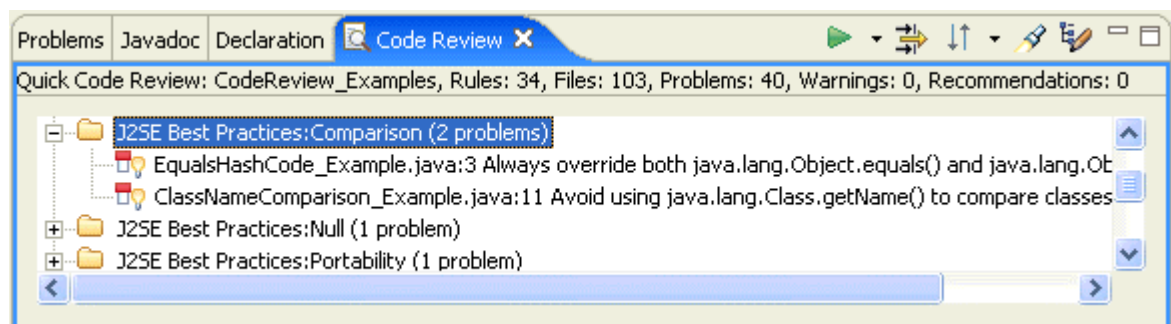 Problems Javadoc Declaration Code Review
Quick Code Review: CodeReview_Examples, Rules: 34, Files: 103, Problems: 40, Warnings: 0, Recommendations: 0
J2SE Best Practices:Comparison (2 problems)
EqualsHashCode_Example.java:3 Always override both java.lang.Object.equals() and java.lang.Ob
ClassNameComparison_Example.java:11 Avoid using java.lang.Class.getName() to compare classes
J2SE Best Practices:Null (1 problem)
J2SE Best Practices:Portability (1 problem)